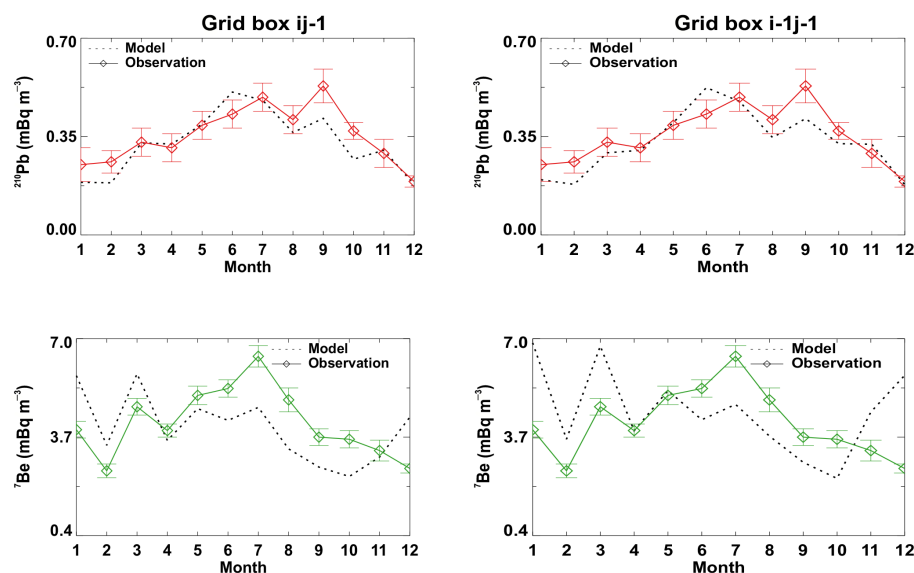 Grid box ij-1
0.70
Model
Observation
0.35
0.00
²¹⁰Pb (mBq m⁻³)
1 2 3 4 5 6 7 8 9 10 11 12
Month
Grid box i-1j-1
0.70
Model
Observation
0.35
0.00
²¹⁰Pb (mBq m⁻³)
1 2 3 4 5 6 7 8 9 10 11 12
Month
7.0
Model
Observation
3.7
0.4
⁷Be (mBq m⁻³)
1 2 3 4 5 6 7 8 9 10 11 12
Month
7.0
Model
Observation
3.7
0.4
⁷Be (mBq m⁻³)
1 2 3 4 5 6 7 8 9 10 11 12
Month